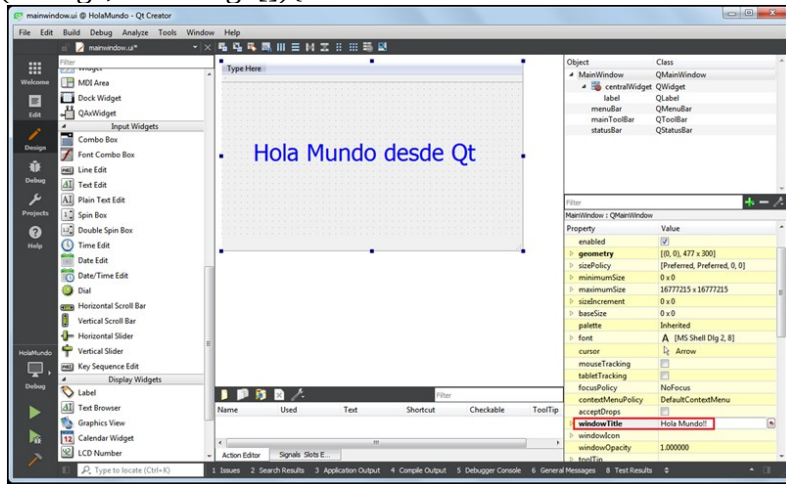 mainwindow.ui @ HolaMundo - Qt Creator
File Edit Build Debug Analyze Tools Window Help
mainwindow.ui*
Welcome
Edit
Design
Debug
Projects
Help
HolaMundo
Debug
Filter
MDI Area
Dock Widget
QAxWidget
Input Widgets
Combo Box
Font Combo Box
Line Edit
Text Edit
Plain Text Edit
Spin Box
Double Spin Box
Time Edit
Date Edit
Date/Time Edit
Dial
Horizontal Scroll Bar
Vertical Scroll Bar
Horizontal Slider
Vertical Slider
Key Sequence Edit
Display Widgets
Label
Text Browser
Graphics View
Calendar Widget
LCD Number
Type Here
Hola Mundo desde Qt
Filter
Name Used Text Shortcut Checkable ToolTip
Action Editor Signals Slots E...
Object Class
MainWindow QMainWindow
centralWidget QWidget
label QLabel
menuBar QMenuBar
mainToolBar QToolBar
statusBar QStatusBar
Filter
MainWindow : QMainWindow
Property Value
enabled
geometry [(0, 0), 477 x 300]
sizePolicy [Preferred, Preferred, 0, 0]
minimumSize 0 x 0
maximumSize 16777215 x 16777215
sizeIncrement 0 x 0
baseSize 0 x 0
palette Inherited
font A [MS Shell Dlg 2, 8]
cursor Arrow
mouseTracking
tabletTracking
focusPolicy NoFocus
contextMenuPolicy DefaultContextMenu
acceptDrops
windowTitle Hola Mundo!!
windowIcon
windowOpacity 1.000000
toolTip
Type to locate (Ctrl+K) 1 Issues 2 Search Results 3 Application Output 4 Compile Output 5 Debugger Console 6 General Messages 8 Test Results